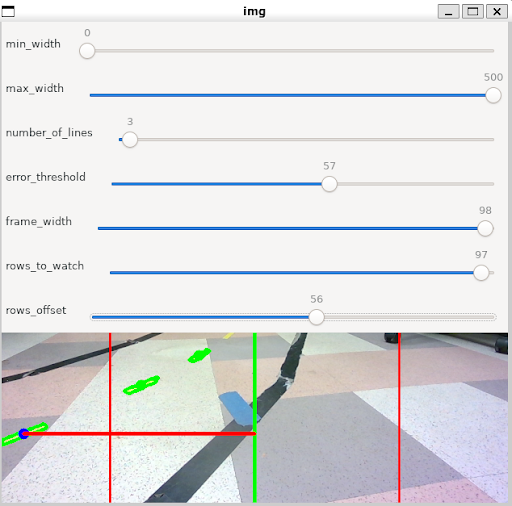 img
min_width
0
max_width
500
number_of_lines
3
error_threshold
57
frame_width
98
rows_to_watch
97
rows_offset
56